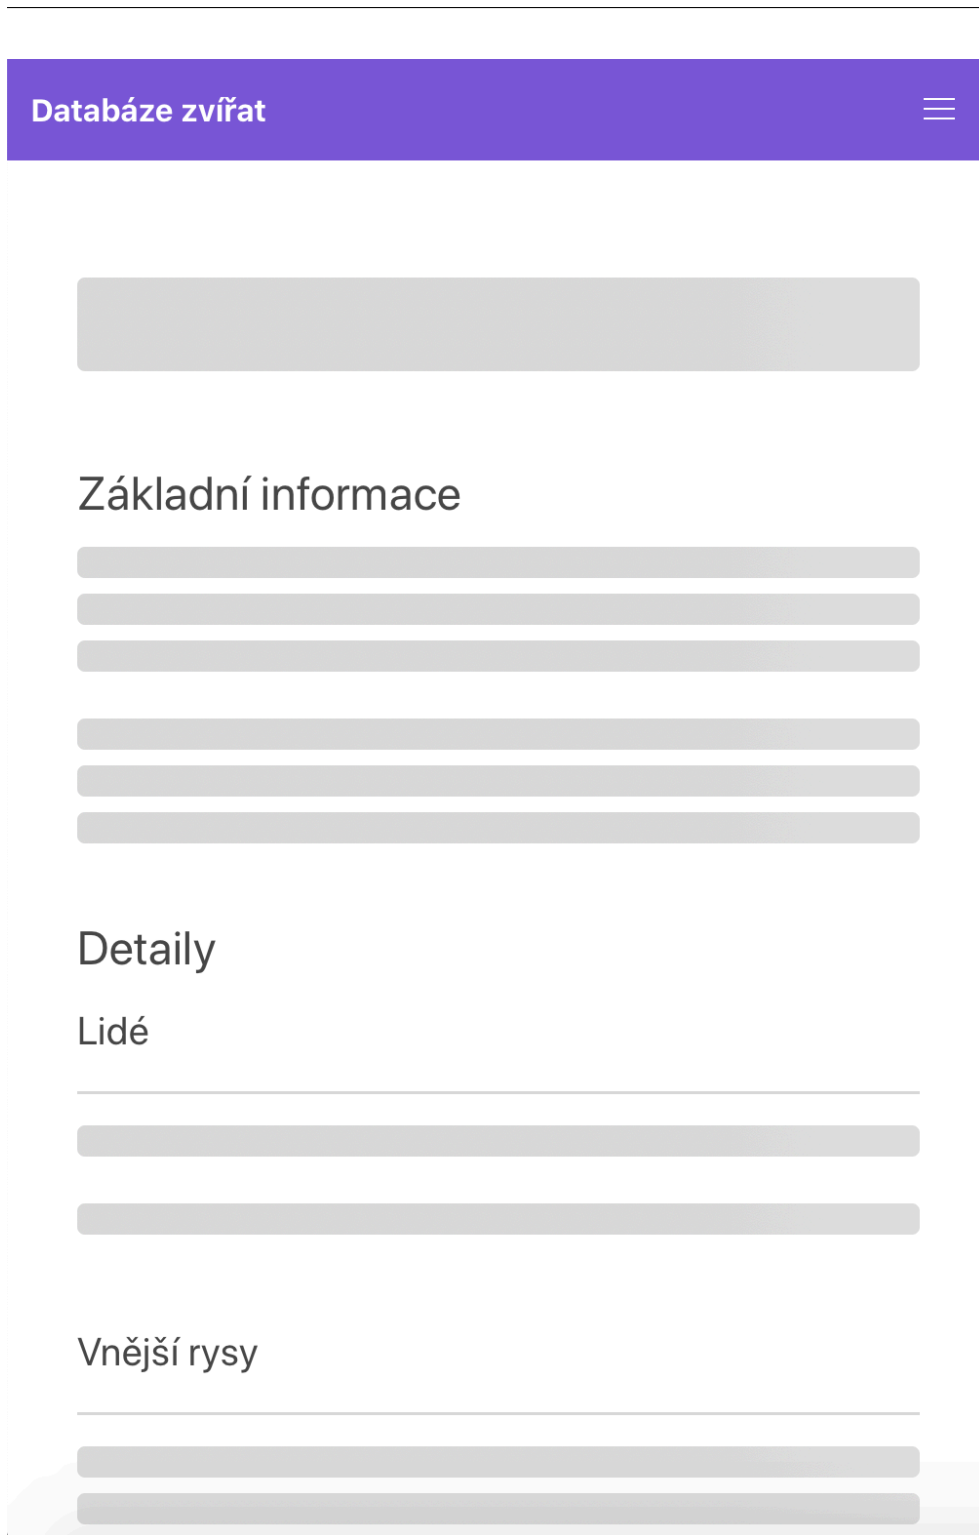 Databáze zvířat
Základní informace
Detaily
Lidé
Vnější rysy